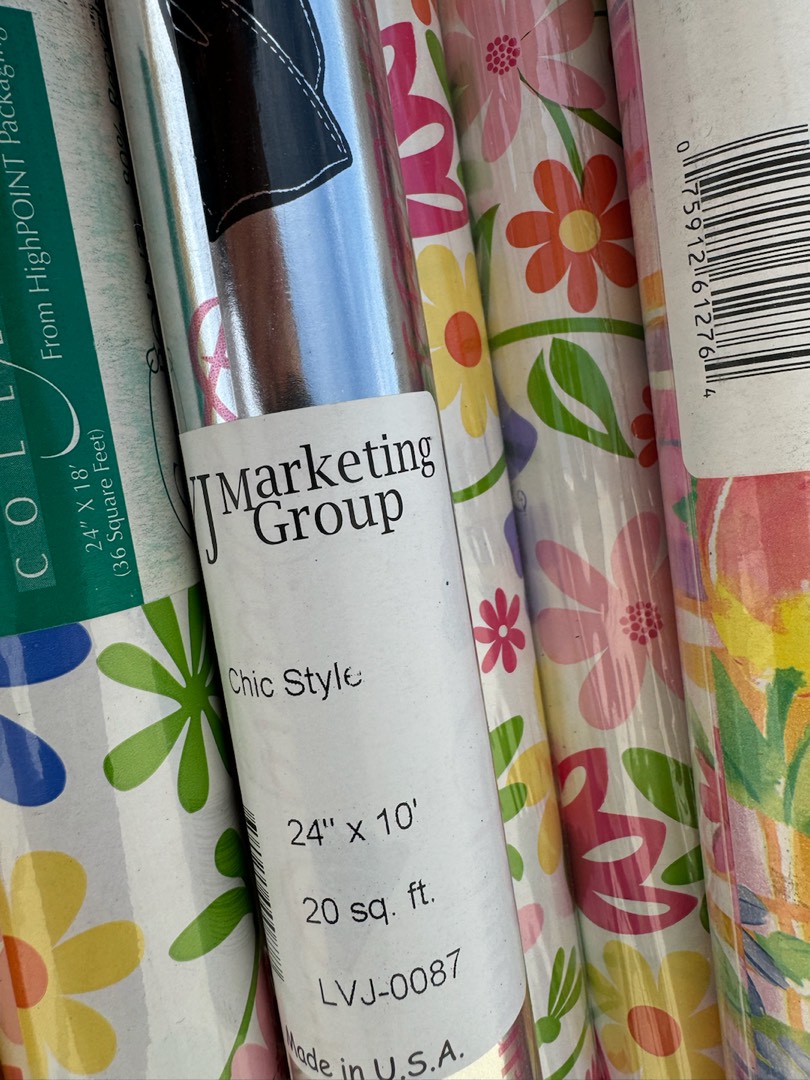 From HighPOINT Packaging
24" X 18'
(36 Square Feet)
VJ Marketing
Group
Chic Style
24" x 10'
20 sq. ft.
LVJ-0087
Made in U.S.A.
0 75912 61276 4